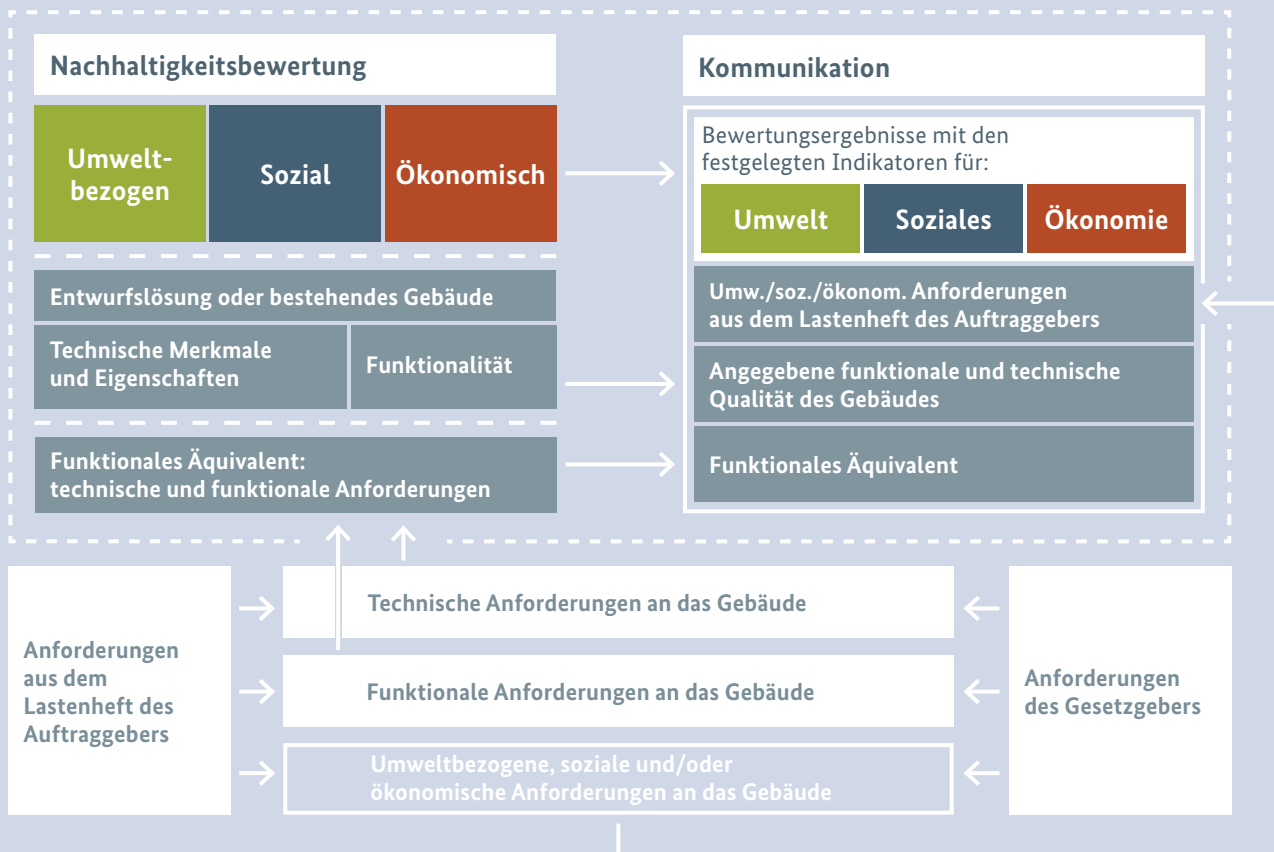 Nachhaltigkeitsbewertung
Umwelt-
bezogen
Sozial
Ökonomisch
Entwurfslösung oder bestehendes Gebäude
Technische Merkmale
und Eigenschaften
Funktionalität
Funktionales Äquivalent:
technische und funktionale Anforderungen
Kommunikation
Bewertungsergebnisse mit den
festgelegten Indikatoren für:
Umwelt
Soziales
Ökonomie
Umw./soz./ökonom. Anforderungen
aus dem Lastenheft des Auftraggebers
Angegebene funktionale und technische
Qualität des Gebäudes
Funktionales Äquivalent
Anforderungen
aus dem
Lastenheft des
Auftraggebers
Technische Anforderungen an das Gebäude
Funktionale Anforderungen an das Gebäude
Umweltbezogene, soziale und/oder
ökonomische Anforderungen an das Gebäude
Anforderungen
des Gesetzgebers